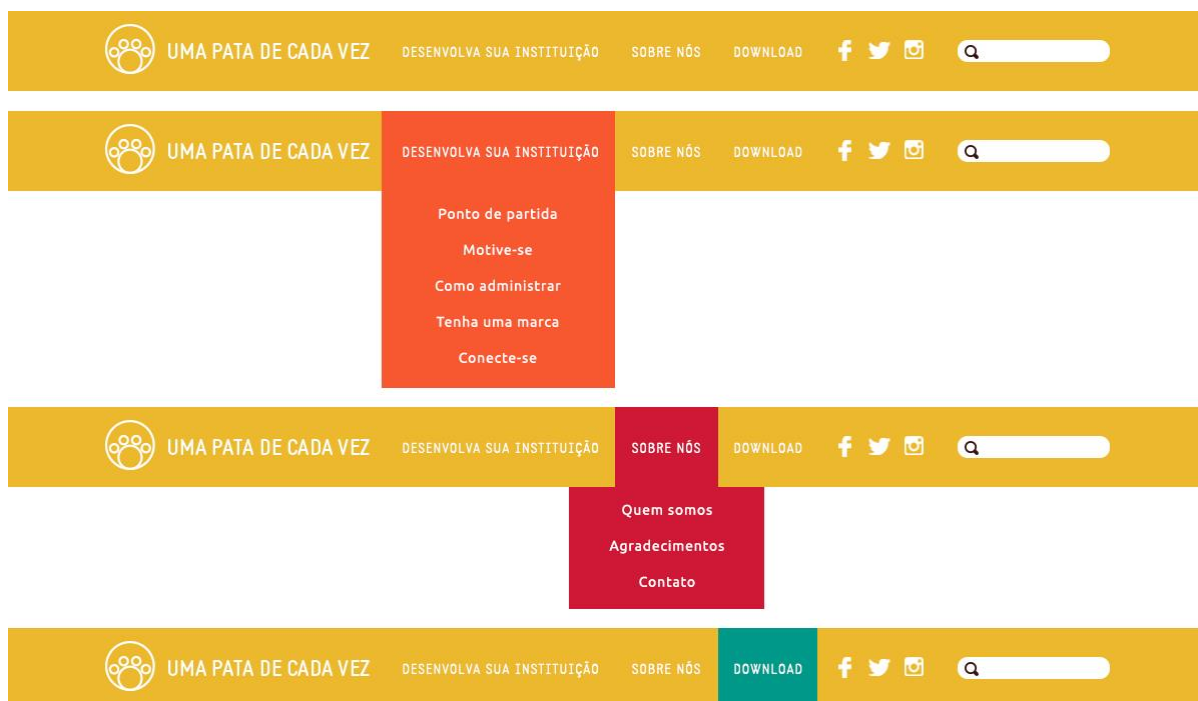 UMA PATA DE CADA VEZ DESENVOLVA SUA INSTITUIÇÃO SOBRE NÓS DOWNLOAD
UMA PATA DE CADA VEZ DESENVOLVA SUA INSTITUIÇÃO SOBRE NÓS DOWNLOAD
Ponto de partida
Motive-se
Como administrar
Tenha uma marca
Conecte-se
UMA PATA DE CADA VEZ DESENVOLVA SUA INSTITUIÇÃO SOBRE NÓS DOWNLOAD
Quem somos
Agradecimentos
Contato
UMA PATA DE CADA VEZ DESENVOLVA SUA INSTITUIÇÃO SOBRE NÓS DOWNLOAD